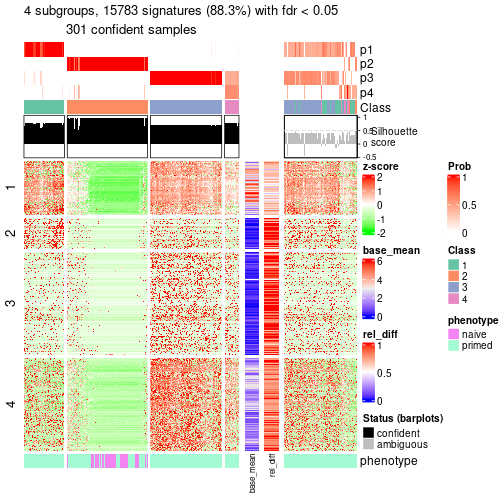 4 subgroups, 15783 signatures (88.3%) with fdr < 0.05
301 confident samples
p1
p2
p3
p4
Class
1
0.5
0
-0.5
Silhouette
score
1
2
3
4
z-score
2
1
0
-1
-2
base_mean
6
4
2
0
rel_diff
1
0.5
0
Status (barplots)
confident
ambiguous
Prob
1
0.5
0
Class
1
2
3
4
phenotype
naive
primed
base_mean
rel_diff
phenotype